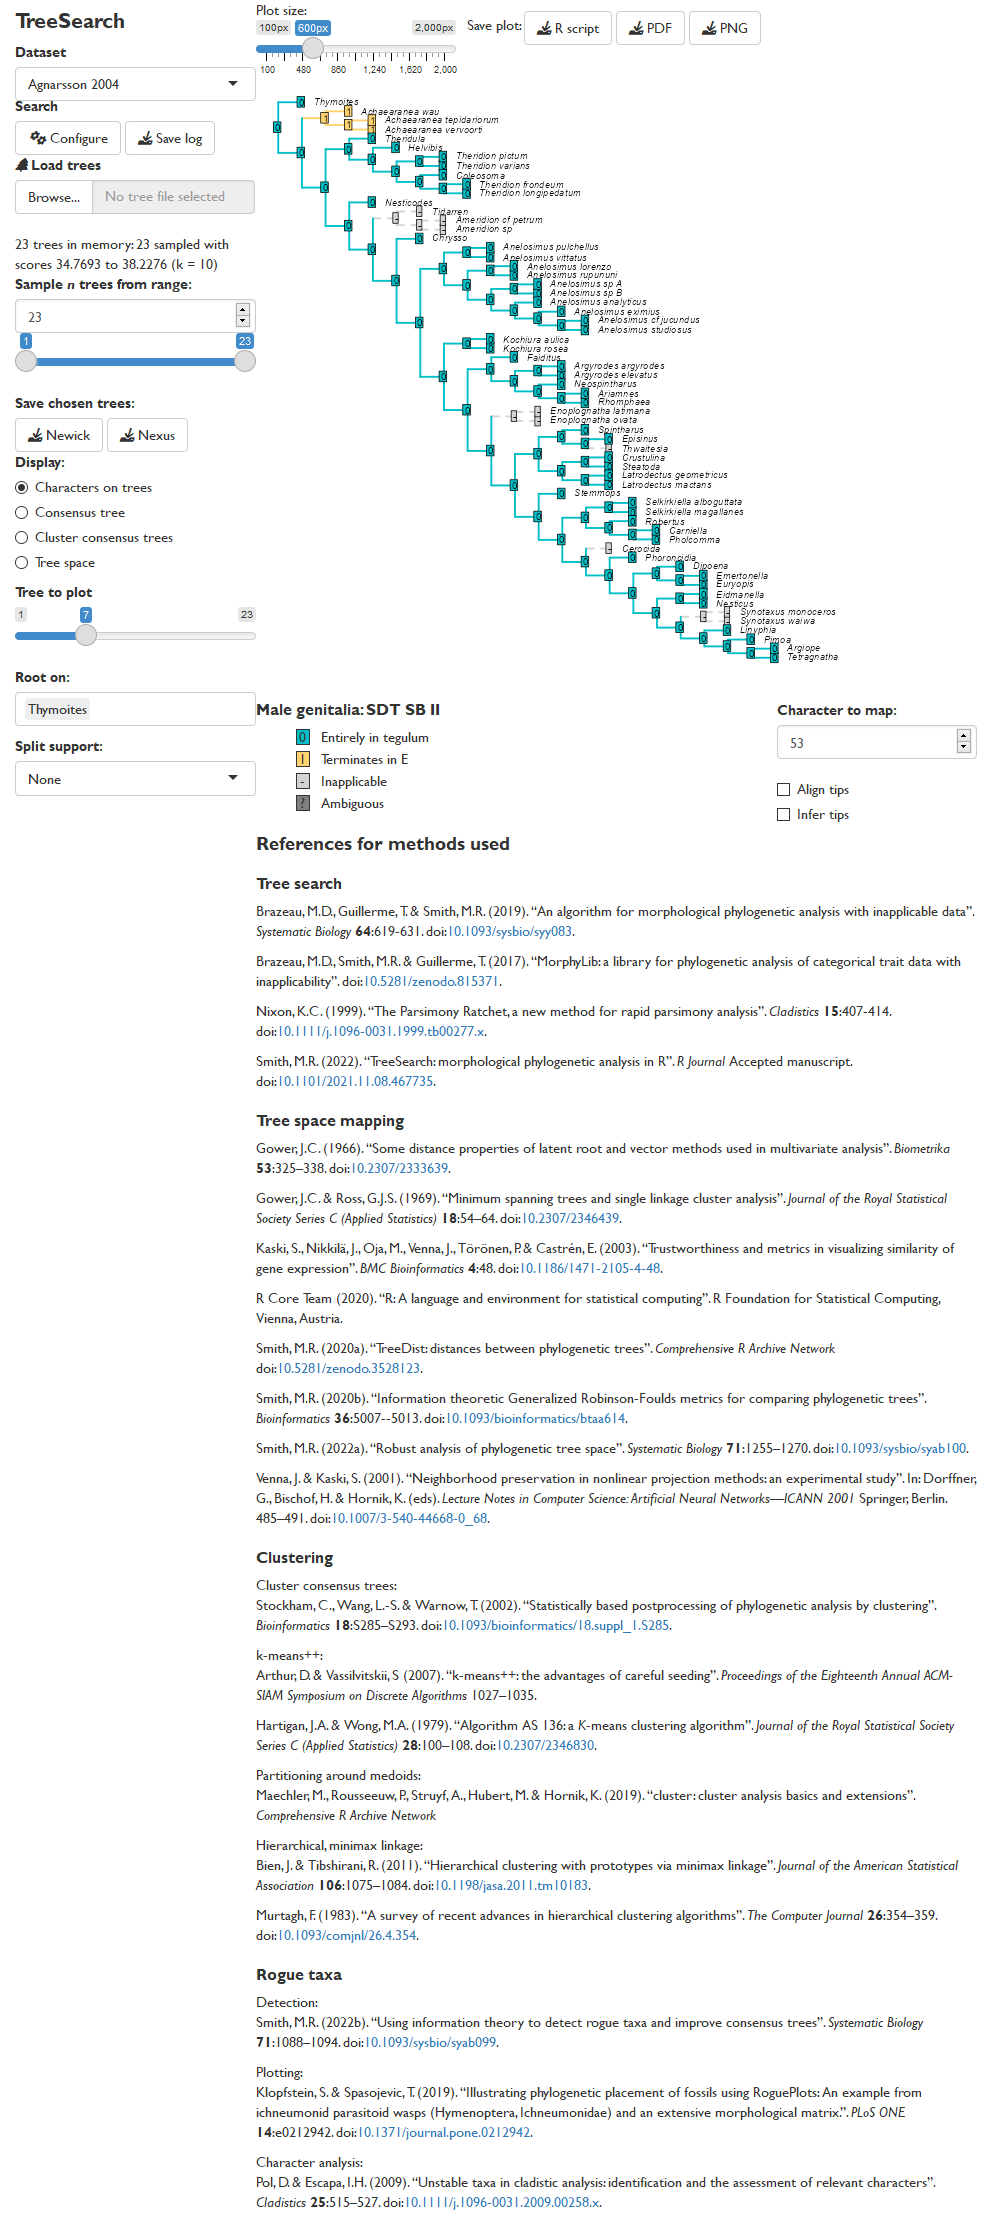 TreeSearch
Dataset
Agnarsson 2004
Search
Configure
Save log
Load trees
Browse...
No tree file selected
23 trees in memory: 23 sampled with
scores 34.7693 to 38.2276 (k = 10)
Sample n trees from range:
23
1
23
Save chosen trees:
Newick
Nexus
Display:
Characters on trees
Consensus tree
Cluster consensus trees
Tree space
Tree to plot
1
7
23
Root on:
Thymoites
Split support:
None
Plot size:
100px
600px
2,000px
100 480 860 1,240 1,620 2,000
Save plot:
R script
PDF
PNG
Thymoites
Achaearanea wau
Achaearanea tepidariorum
Achaearanea vervoorti
Theridula
Helvibis
Theridion pictum
Theridion varians
Coleosoma
Theridion frondeum
Theridion longipedatum
Nesticodes
Tidarren
Ameridion cf petrum
Ameridion sp
Chrysso
Anelosimus pulchellus
Anelosimus vittatus
Anelosimus lorenzo
Anelosimus rupununi
Anelosimus sp A
Anelosimus sp B
Anelosimus analyticus
Anelosimus eximius
Anelosimus cf jucundus
Anelosimus studiosus
Kochiura aulica
Kochiura rosea
Faiditus
Argyrodes argyrodes
Argyrodes elevatus
Neospintharus
Ariamnes
Rhomphaea
Enoplognatha latimana
Enoplognatha ovata
Spintharus
Episinus
Thwaitesia
Crustulina
Steatoda
Latrodectus geometricus
Latrodectus mactans
Stemmops
Selkirkiella alboguttata
Selkirkiella magallanes
Robertus
Carniella
Pholcomma
Cerocida
Phoroncidia
Dipoena
Emertonella
Euryopis
Eidmanella
Nesticus
Synotaxus monoceros
Synotaxus waiwa
Linyphia
Pimoa
Argiope
Tetragnatha
Male genitalia: SDT SB II
0 Entirely in tegulum
1 Terminates in E
- Inapplicable
? Ambiguous
Character to map:
53
Align tips
Infer tips
References for methods used
Tree search
Brazeau, M.D., Guillerme, T. & Smith, M.R. (2019). “An algorithm for morphological phylogenetic analysis with inapplicable data”.
Systematic Biology 64:619-631. doi:10.1093/sysbio/syy083.
Brazeau, M.D., Smith, M.R. & Guillerme, T. (2017). “MorphyLib: a library for phylogenetic analysis of categorical trait data with
inapplicability”. doi:10.5281/zenodo.815371.
Nixon, K.C. (1999). “The Parsimony Ratchet, a new method for rapid parsimony analysis”. Cladistics 15:407-414.
doi:10.1111/j.1096-0031.1999.tb00277.x.
Smith, M.R. (2022). “TreeSearch: morphological phylogenetic analysis in R”. R Journal Accepted manuscript.
doi:10.1101/2021.11.08.467735.
Tree space mapping
Gower, J.C. (1966). “Some distance properties of latent root and vector methods used in multivariate analysis”. Biometrika
53:325–338. doi:10.2307/2333639.
Gower, J.C. & Ross, G.J.S. (1969). “Minimum spanning trees and single linkage cluster analysis”. Journal of the Royal Statistical
Society Series C (Applied Statistics) 18:54–64. doi:10.2307/2346439.
Kaski, S., Nikkilä, J., Oja, M., Venna, J., Törönen, P. & Castrén, E. (2003). “Trustworthiness and metrics in visualizing similarity of
gene expression”. BMC Bioinformatics 4:48. doi:10.1186/1471-2105-4-48.
R Core Team (2020). “R: A language and environment for statistical computing”. R Foundation for Statistical Computing,
Vienna, Austria.
Smith, M.R. (2020a). “TreeDist: distances between phylogenetic trees”. Comprehensive R Archive Network
doi:10.5281/zenodo.3528123.
Smith, M.R. (2020b). “Information theoretic Generalized Robinson-Foulds metrics for comparing phylogenetic trees”.
Bioinformatics 36:5007--5013. doi:10.1093/bioinformatics/btaa614.
Smith, M.R. (2022a). “Robust analysis of phylogenetic tree space”. Systematic Biology 71:1255–1270. doi:10.1093/sysbio/syab100.
Venna, J. & Kaski, S. (2001). “Neighborhood preservation in nonlinear projection methods: an experimental study”. In: Dorffner,
G., Bischof, H. & Hornik, K. (eds). Lecture Notes in Computer Science: Artificial Neural Networks—ICANN 2001 Springer, Berlin.
485–491. doi:10.1007/3-540-44668-0_68.
Clustering
Cluster consensus trees:
Stockham, C., Wang, L.-S. & Warnow, T. (2002). “Statistically based postprocessing of phylogenetic analysis by clustering”.
Bioinformatics 18:S285–S293. doi:10.1093/bioinformatics/18.suppl_1.S285.
k-means++:
Arthur, D. & Vassilvitskii, S (2007). “k-means++: the advantages of careful seeding”. Proceedings of the Eighteenth Annual ACM-
SIAM Symposium on Discrete Algorithms 1027–1035.
Hartigan, J.A. & Wong, M.A. (1979). “Algorithm AS 136: a K-means clustering algorithm”. Journal of the Royal Statistical Society
Series C (Applied Statistics) 28:100–108. doi:10.2307/2346830.
Partitioning around medoids:
Maechler, M., Rousseeuw, P., Struyf, A., Hubert, M. & Hornik, K. (2019). “cluster: cluster analysis basics and extensions”.
Comprehensive R Archive Network
Hierarchical, minimax linkage:
Bien, J. & Tibshirani, R. (2011). “Hierarchical clustering with prototypes via minimax linkage”. Journal of the American Statistical
Association 106:1075–1084. doi:10.1198/jasa.2011.tm10183.
Murtagh, F. (1983). “A survey of recent advances in hierarchical clustering algorithms”. The Computer Journal 26:354–359.
doi:10.1093/comjnl/26.4.354.
Rogue taxa
Detection:
Smith, M.R. (2022b). “Using information theory to detect rogue taxa and improve consensus trees”. Systematic Biology
71:1088–1094. doi:10.1093/sysbio/syab099.
Plotting:
Klopfstein, S. & Spasojevic, T. (2019). “Illustrating phylogenetic placement of fossils using RoguePlots: An example from
ichneumonid parasitoid wasps (Hymenoptera, Ichneumonidae) and an extensive morphological matrix.”. PLoS ONE
14:e0212942. doi:10.1371/journal.pone.0212942.
Character analysis:
Pol, D. & Escapa, I.H. (2009). “Unstable taxa in cladistic analysis: identification and the assessment of relevant characters”.
Cladistics 25:515–527. doi:10.1111/j.1096-0031.2009.00258.x.